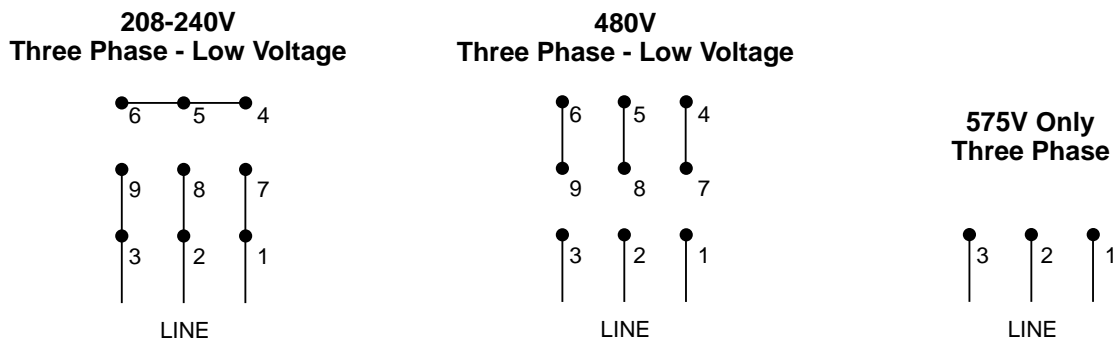 208-240V
Three Phase - Low Voltage
6 5 4
9 8 7
3 2 1
LINE
480V
Three Phase - Low Voltage
6 5 4
9 8 7
3 2 1
LINE
575V Only
Three Phase
3 2 1
LINE